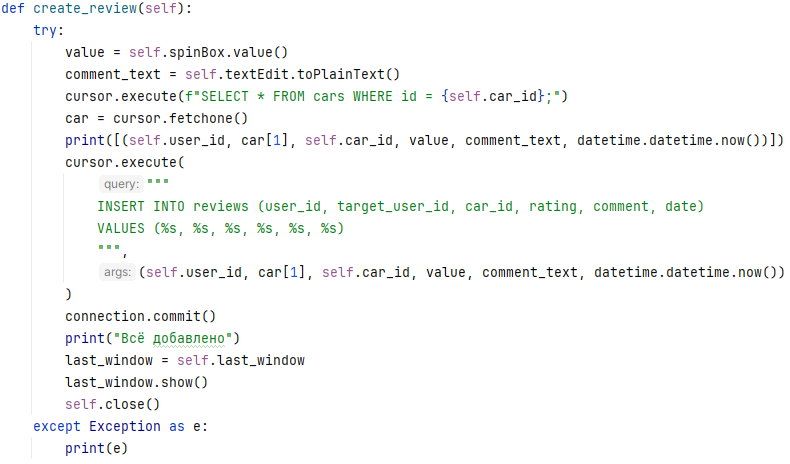 def create_review(self):
    try:
        value = self.spinBox.value()
        comment_text = self.textEdit.toPlainText()
        cursor.execute(f"SELECT * FROM cars WHERE id = {self.car_id};")
        car = cursor.fetchone()
        print([(self.user_id, car[1], self.car_id, value, comment_text, datetime.datetime.now())])
        cursor.execute(
            query: """
            INSERT INTO reviews (user_id, target_user_id, car_id, rating, comment, date)
            VALUES (%s, %s, %s, %s, %s, %s)
            """,
            args: (self.user_id, car[1], self.car_id, value, comment_text, datetime.datetime.now())
        )
        connection.commit()
        print("Всё добавлено")
        last_window = self.last_window
        last_window.show()
        self.close()
    except Exception as e:
        print(e)